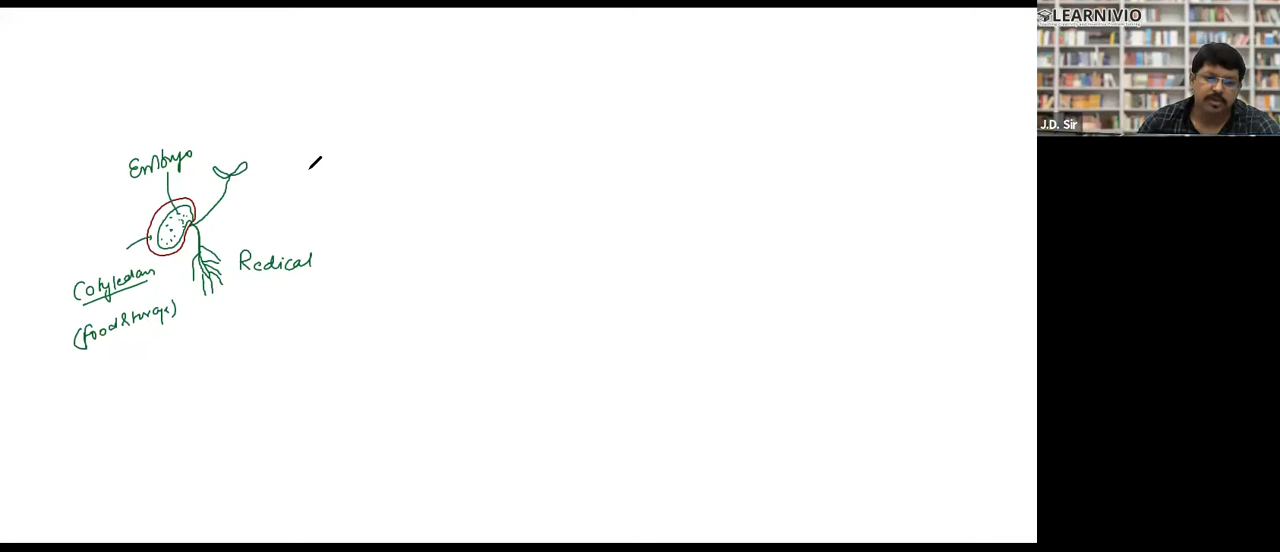 LEARNIVIO
J.D. Sir
Embryo
Redical
Cotyledon
(food storage)